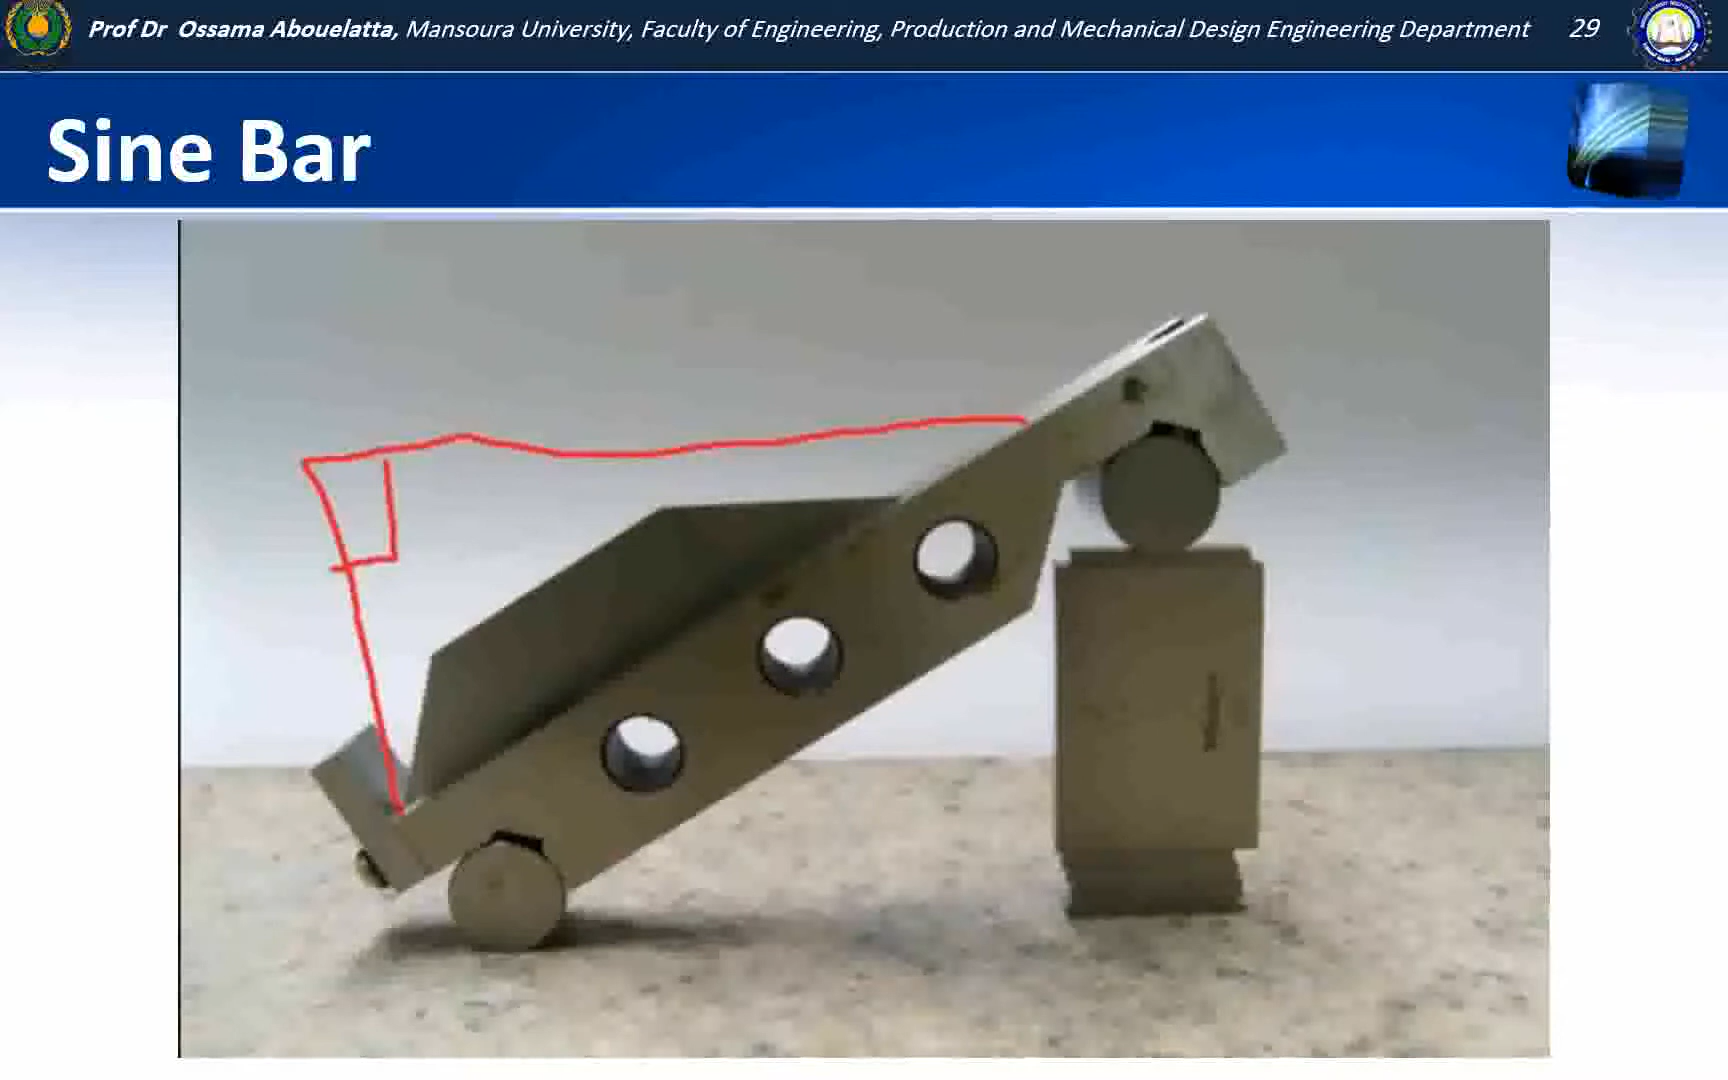 Prof Dr Ossama Abouelatta, Mansoura University, Faculty of Engineering, Production and Mechanical Design Engineering Department 29
Sine Bar